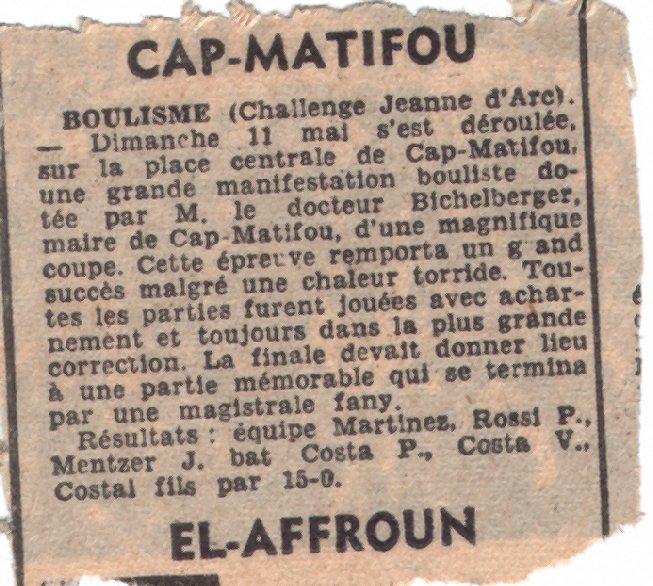 CAP-MATIFOU
BOULISME (Challenge Jeanne d'Arc).
— Dimanche 11 mai s'est déroulée,
sur la place centrale de Cap-Matifou,
une grande manifestation bouliste do-
tée par M. le docteur Bichelberger,
maire de Cap-Matifou, d'une magnifique
coupe. Cette épreuve remporta un g and
succès malgré une chaleur torride. Tou-
tes les parties furent jouées avec achar-
nement et toujours dans la plus grande
correction. La finale devait donner lieu
à une partie mémorable qui se termina
par une magistrale fany.
Résultats : équipe Martinez, Rossi P.,
Mentzer J. bat Costa P., Costa V.,
Costal fils par 15-0.
EL-AFFROUN